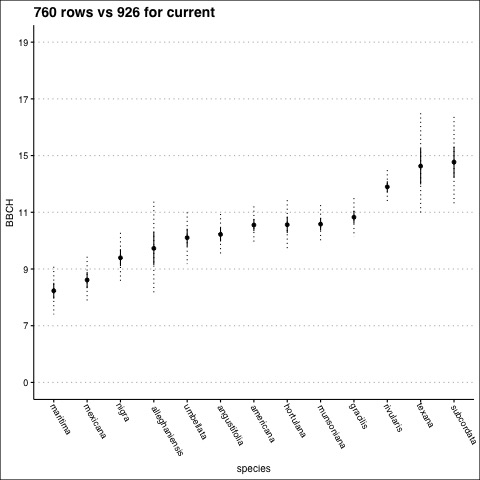 760 rows vs 926 for current
19
17
15
11
9
7
0
BBCH
maritima
mexicana
nigra
alleghaniensis
umbellata
angustifolia
americana
hortulana
munsoniana
gracilis
rivularis
texana
subcordata
species